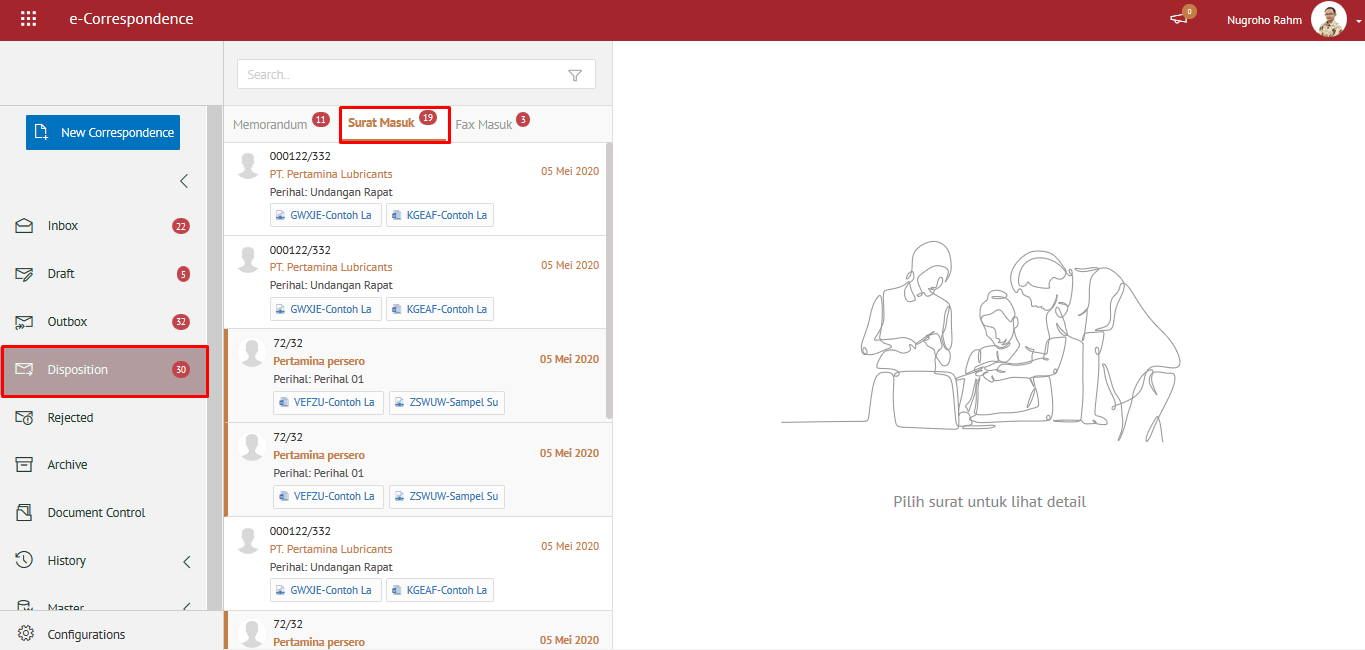 e-Correspondence
0
Nugroho Rahm
Search..
New Correspondence
Inbox 22
Draft 5
Outbox 32
Disposition 30
Rejected
Archive
Document Control
History
Master
Configurations
Memorandum 11 Surat Masuk 19 Fax Masuk 3
000122/332
PT. Pertamina Lubricants 05 Mei 2020
Perihal: Undangan Rapat
GWXJE-Contoh La KGEAF-Contoh La
000122/332
PT. Pertamina Lubricants 05 Mei 2020
Perihal: Undangan Rapat
GWXJE-Contoh La KGEAF-Contoh La
72/32
Pertamina persero 05 Mei 2020
Perihal: Perihal 01
VEFZU-Contoh La ZSWUW-Sampel Su
72/32
Pertamina persero 05 Mei 2020
Perihal: Perihal 01
VEFZU-Contoh La ZSWUW-Sampel Su
000122/332
PT. Pertamina Lubricants 05 Mei 2020
Perihal: Undangan Rapat
GWXJE-Contoh La KGEAF-Contoh La
72/32
Pertamina persero 05 Mei 2020
Pilih surat untuk lihat detail